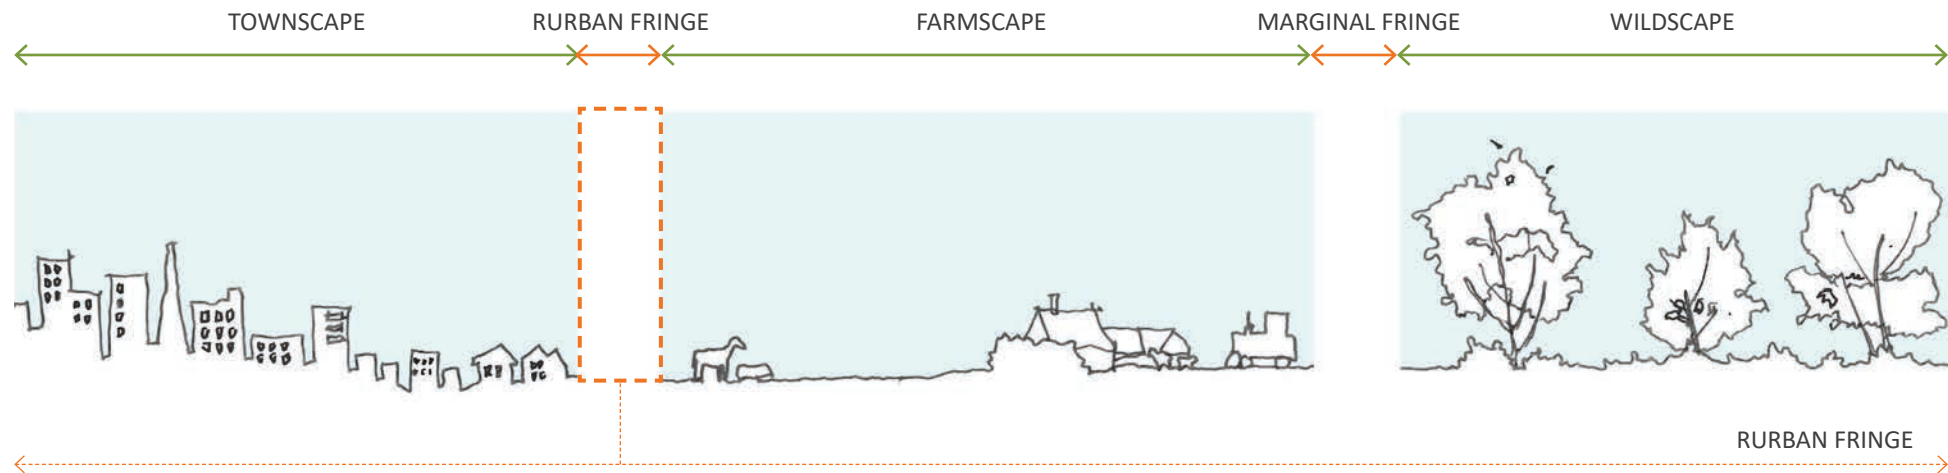 TOWNSCAPE
RURBAN FRINGE
FARMSCAPE
MARGINAL FRINGE
WILDSCAPE
RURBAN FRINGE